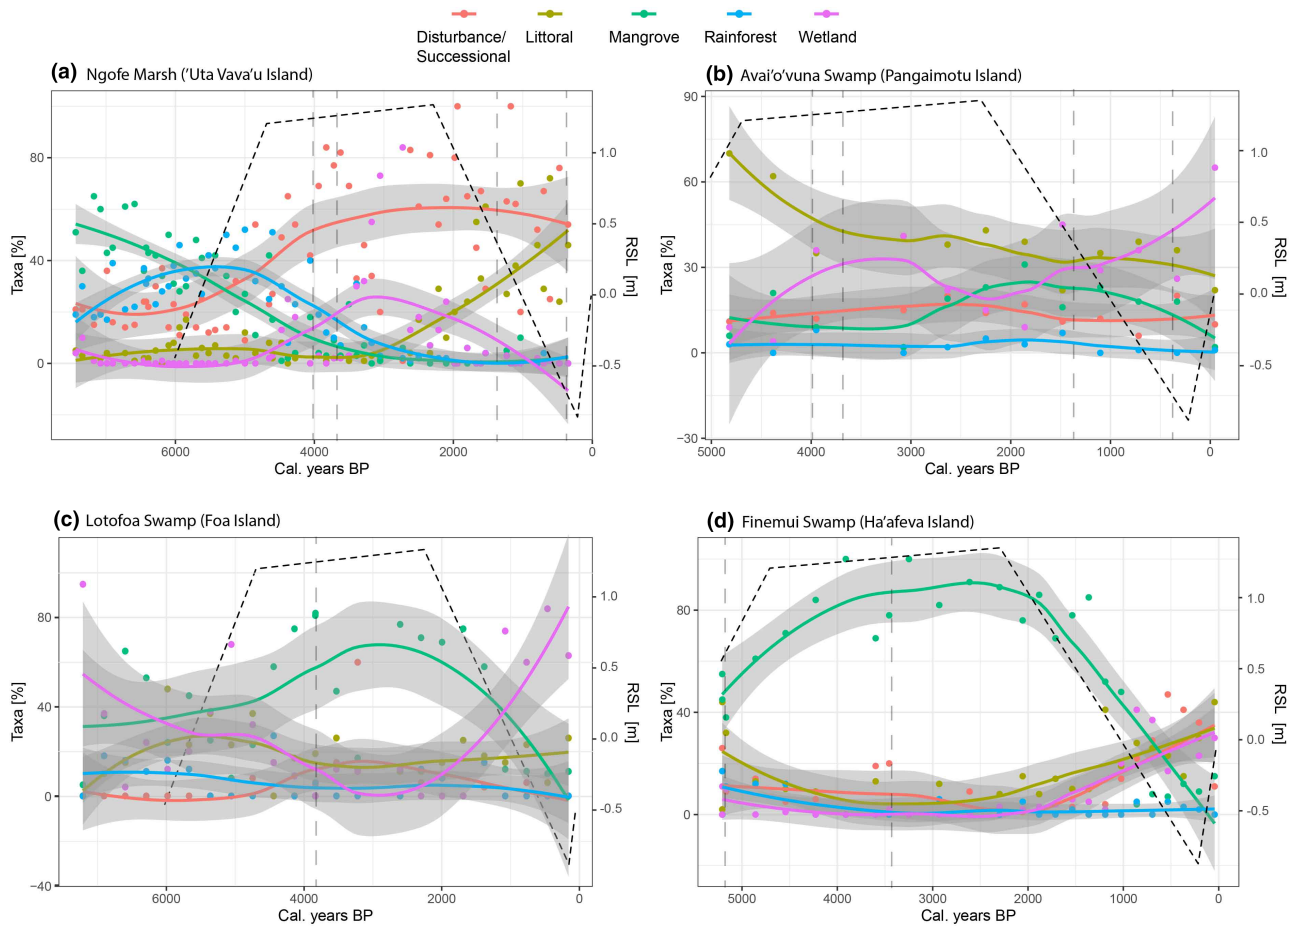 Disturbance/ Littoral Mangrove Rainforest Wetland
Successional
(a) Ngofe Marsh (’Uta Vava’u Island)
80
40
0
Taxa [%]
1.0
0.5
0.0
−0.5
RSL [m]
6000 4000 2000 0
Cal. years BP
(b) Avai’o’vuna Swamp (Pangaimotu Island)
90
60
30
0
−30
Taxa [%]
1.0
0.5
0.0
−0.5
RSL [m]
5000 4000 3000 2000 1000 0
Cal. years BP
(c) Lotofoa Swamp (Foa Island)
80
40
0
−40
Taxa [%]
1.0
0.5
0.0
−0.5
RSL [m]
6000 4000 2000 0
Cal. years BP
(d) Finemui Swamp (Ha’afeva Island)
80
40
0
Taxa [%]
1.0
0.5
0.0
−0.5
RSL [m]
5000 4000 3000 2000 1000 0
Cal. years BP